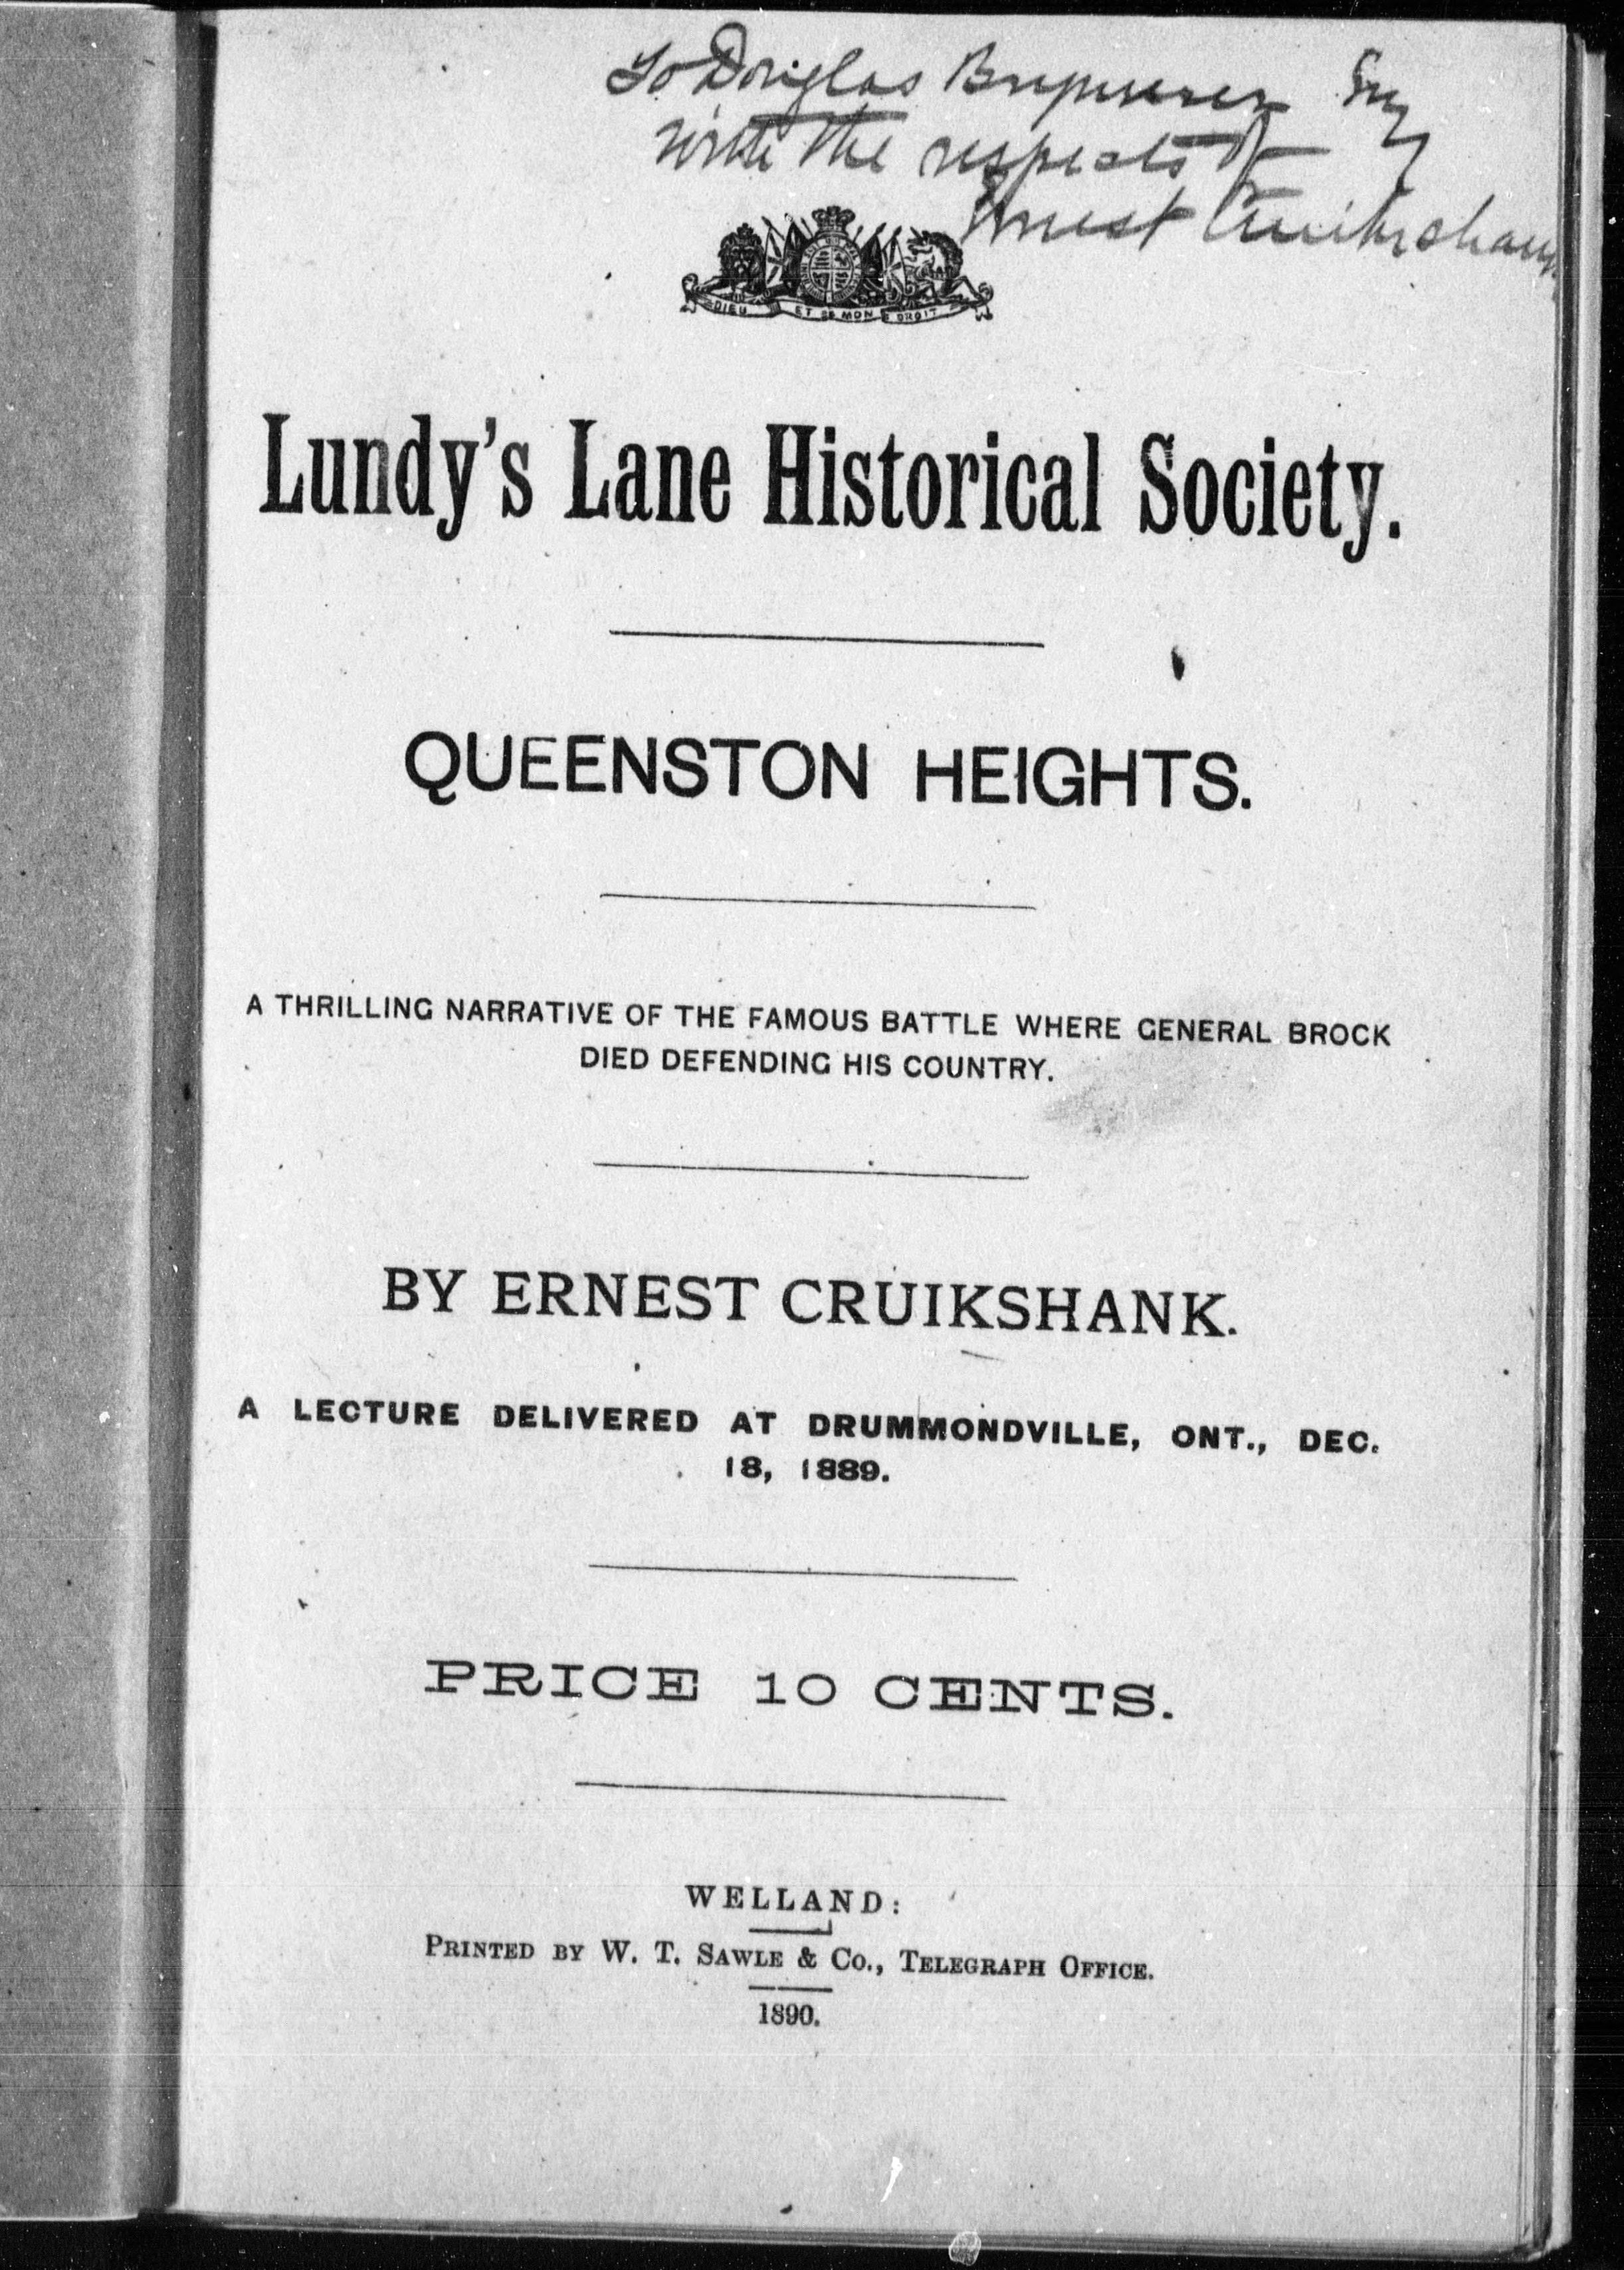 To Douglas Brymner Esq
with the respects of
Ernest Cruikshank
DIEU ET MON DROIT
Lundy's Lane Historical Society.
QUEENSTON HEIGHTS.
A THRILLING NARRATIVE OF THE FAMOUS BATTLE WHERE GENERAL BROCK
DIED DEFENDING HIS COUNTRY.
BY ERNEST CRUIKSHANK.
A LECTURE DELIVERED AT DRUMMONDVILLE, ONT., DEC.
18, 1889.
PRICE 10 CENTS.
WELLAND:
PRINTED BY W. T. SAWLE & CO., TELEGRAPH OFFICE.
1890.